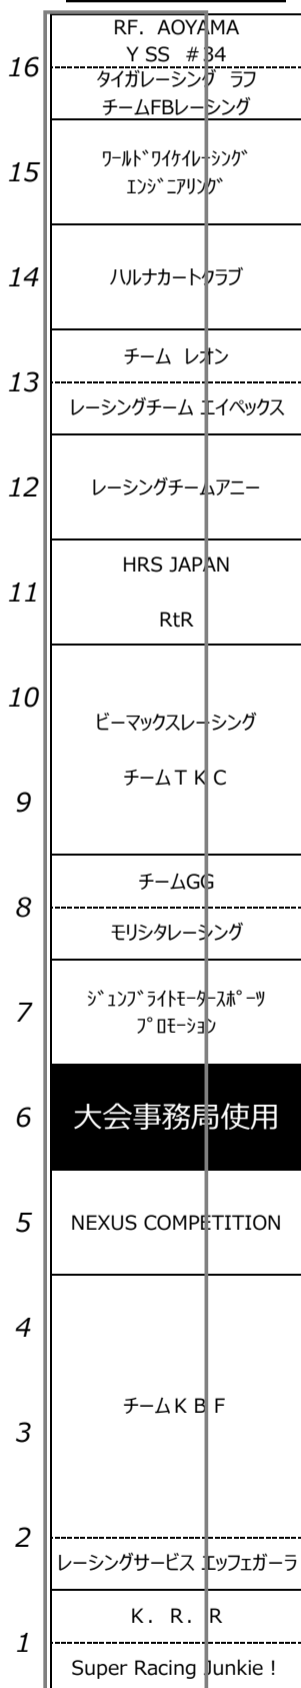 RF. AOYAMA
16
Y SS #34
タイガレーシング ラフ
チームFBレーシング
15
ワールドワイケイレーシング
エンジニアリング
14
ハルナカートクラブ
チーム レオン
13
レーシングチーム エイペックス
12
レーシングチームアニー
HRS JAPAN
11
RtR
10
ビーマックスレーシング
チームＴＫＣ
9
チームGG
8
モリシタレーシング
7
ジュンブライトモータースポーツ
プロモーション
6
大会事務局使用
5
NEXUS COMPETITION
4
チームＫＢＦ
3
2
レーシングサービス エッフェガーラ
K. R. R
1
Super Racing Junkie !